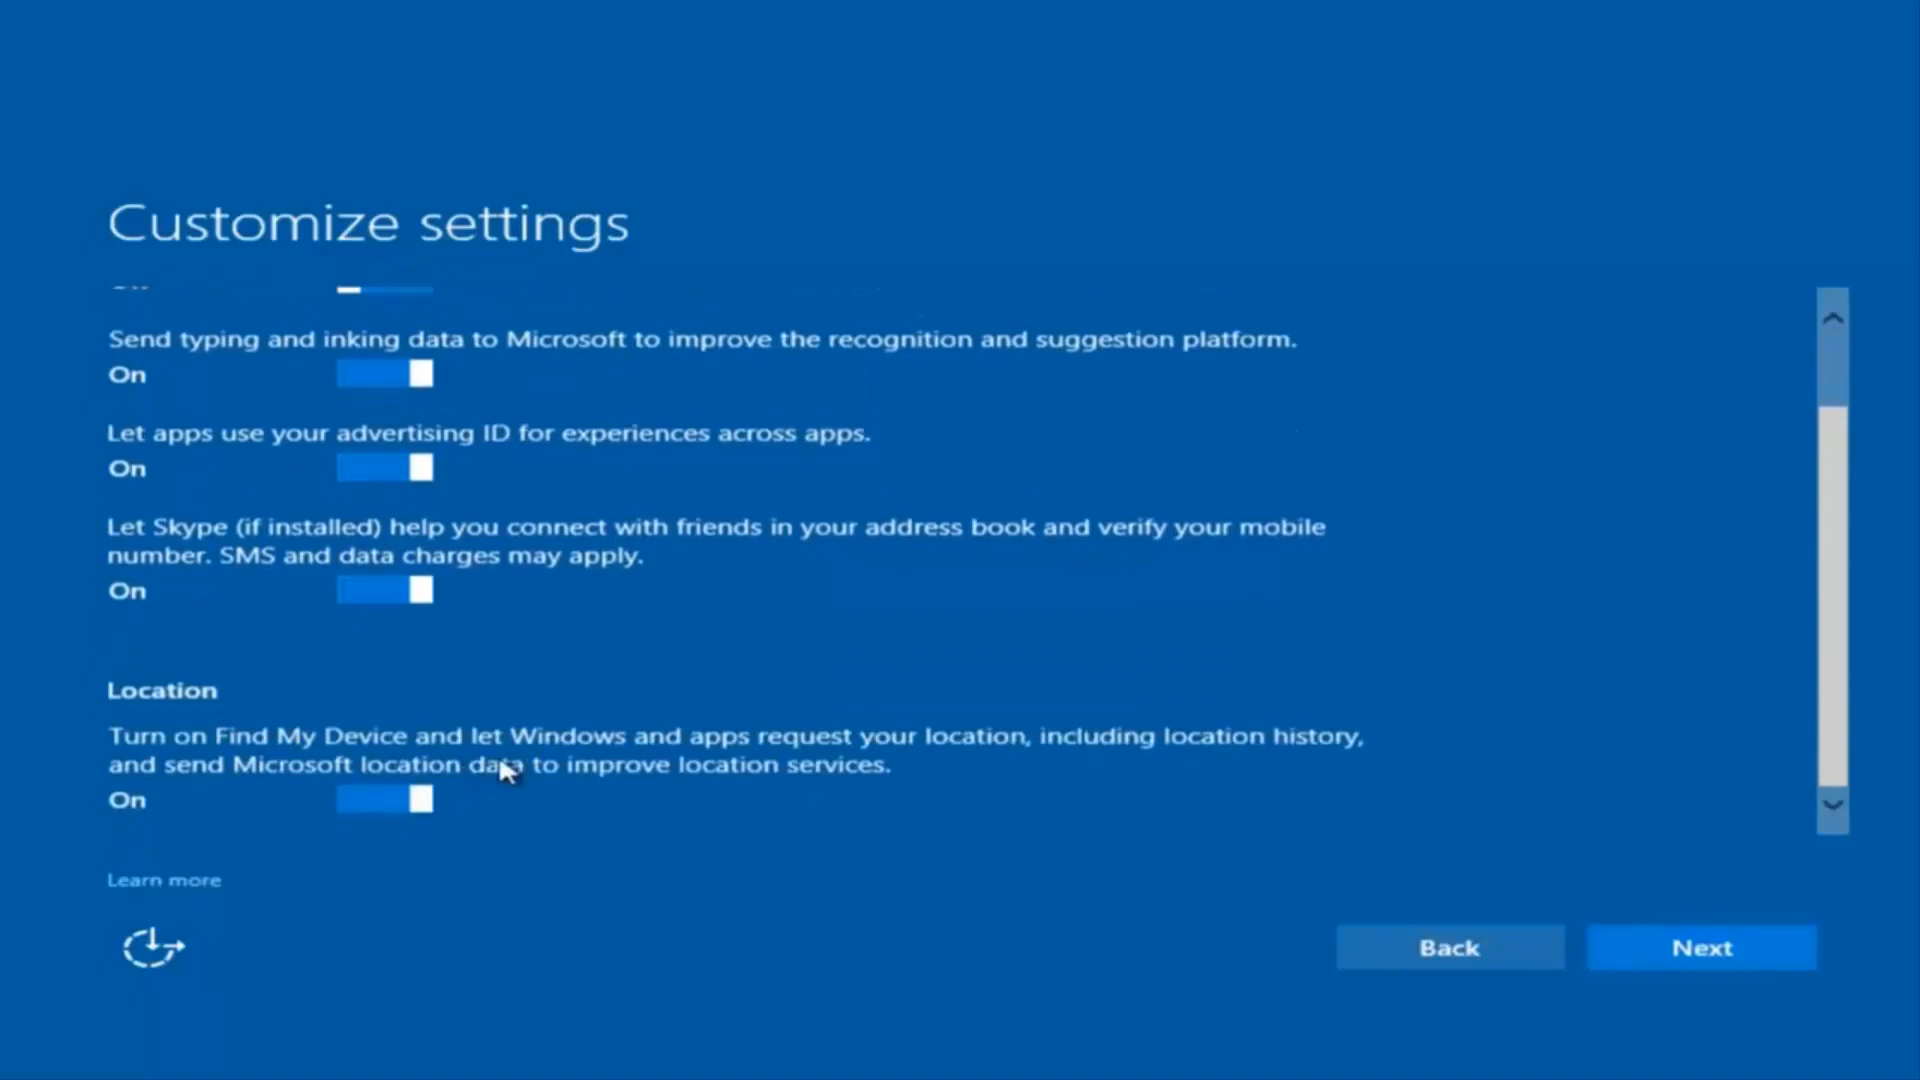 Customize settings
Send typing and inking data to Microsoft to improve the recognition and suggestion platform.
On
Let apps use your advertising ID for experiences across apps.
On
Let Skype (if installed) help you connect with friends in your address book and verify your mobile
number. SMS and data charges may apply.
On
Location
Turn on Find My Device and let Windows and apps request your location, including location history,
and send Microsoft location data to improve location services.
On
Learn more
Back
Next